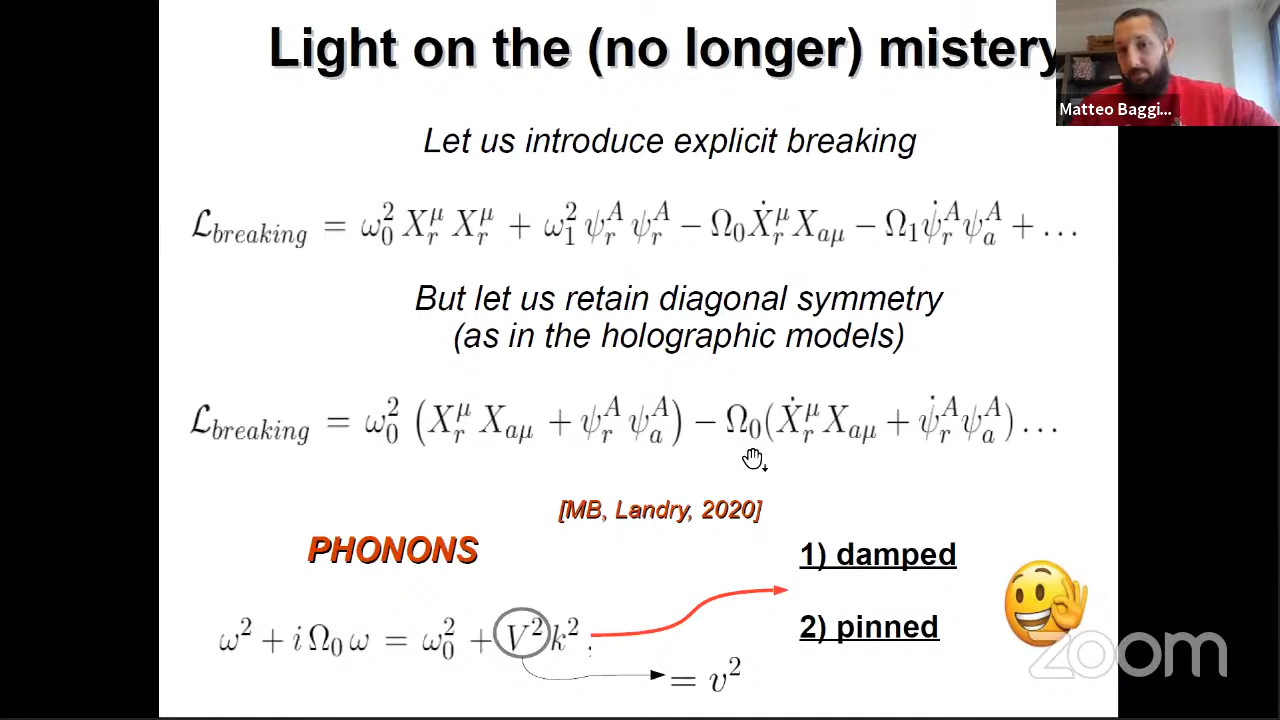 Light on the (no longer) mistery
Matteo Baggi...
Let us introduce explicit breaking
ℒ_breaking = ω₀² X_r^μ X_r^μ + ω₁² ψ_r^A ψ_r^A − Ω₀ Ẋ_r^μ X_{aμ} − Ω₁ ψ̇_r^A ψ_a^A + …
But let us retain diagonal symmetry
(as in the holographic models)
ℒ_breaking = ω₀² (X_r^μ X_{aμ} + ψ_r^A ψ_a^A) − Ω₀(Ẋ_r^μ X_{aμ} + ψ̇_r^A ψ_a^A) …
[MB, Landry, 2020]
PHONONS
1) damped
2) pinned
ω² + i Ω₀ ω = ω₀² + V² k² .
= v²
zoom